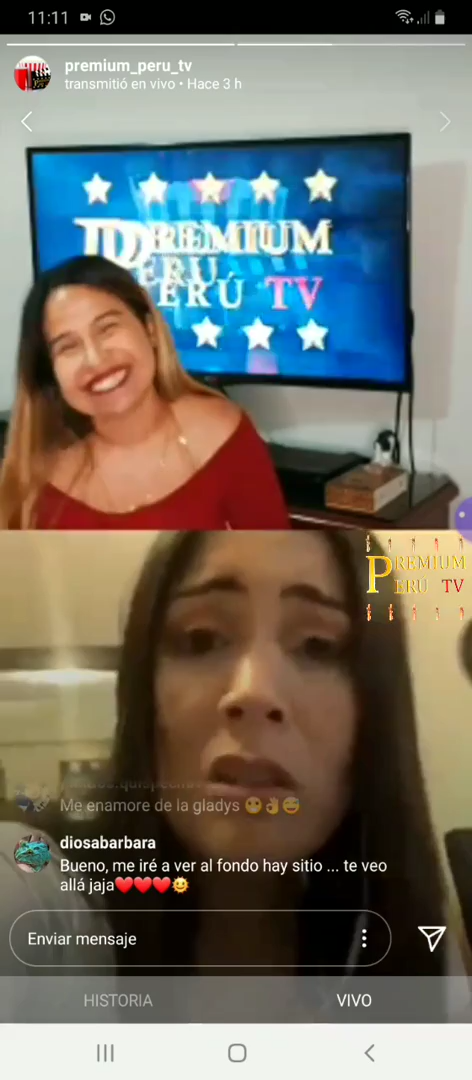 11:11
premium_peru_tv
transmitió en vivo • Hace 3 h
PREMIUM
PERÚ TV
PREMIUM
PERÚ TV
Me enamore de la gladys 😬👌😅
diosabarbara
Bueno, me iré a ver al fondo hay sitio ... te veo
allá jaja❤️❤️❤️🌞
Enviar mensaje
HISTORIA
VIVO